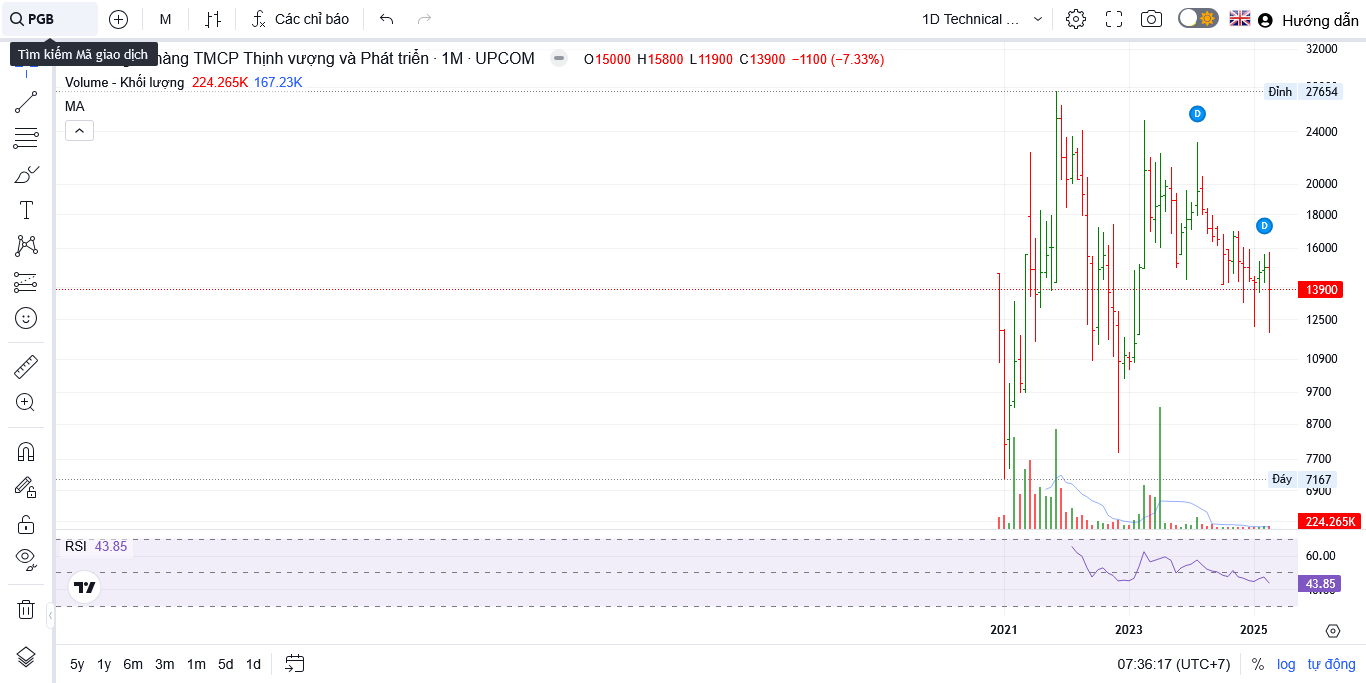 PGB
M
Các chỉ báo
1D Technical ...
Hướng dẫn
Tìm kiếm Mã giao dịch
hàng TMCP Thịnh vượng và Phát triển · 1M · UPCOM
O15000 H15800 L11900 C13900 −1100 (−7.33%)
Volume - Khối lượng 224.265K 167.23K
MA
32000
Đỉnh 27654
D
24000
20000
18000
D
16000
13900
12500
10900
9700
8700
7700
Đáy 7167
6900
224.265K
RSI 43.85
60.00
43.85
2021 2023 2025
5y 1y 6m 3m 1m 5d 1d
07:36:17 (UTC+7) % log tự động